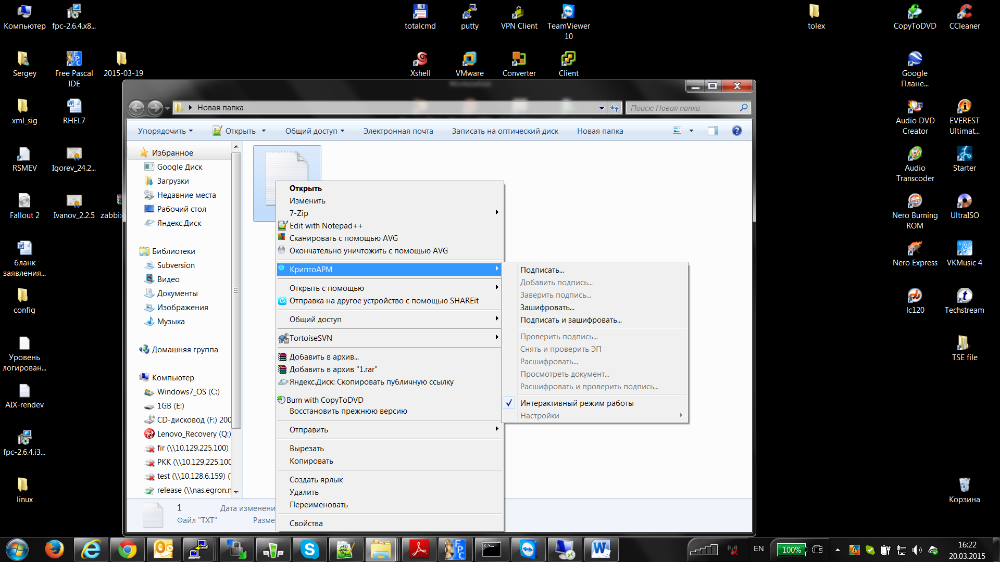 Компьютер
fpc-2.6.4.x8...
totalcmd
putty
VPN Client
TeamViewer
10
tolex
CopyToDVD
CCleaner
Sergey
Free Pascal
IDE
2015-03-19
Xshell
VMware
Workstation
Converter
Client
Google
Плане...
xml_sig
RHEL7
Audio DVD
Creator
EVEREST
Ultimat...
RSMEV
Igorev_24.2...
Audio
Transcoder
Starter
Fallout 2
Ivanov_2.2.5
zabbix
Nero Burning
ROM
UltraISO
бланк
заявления...
Nero Express
VKMusic 4
config
lc120
Techstream
Уровень
логирован...
TSE file
AIX-rendev
fpc-2.6.4.i3...
linux
Корзина
Новая папка
Поиск: Новая папка
Упорядочить
Открыть
Общий доступ
Электронная почта
Записать на оптический диск
Новая папка
Избранное
Google Диск
Загрузки
Недавние места
Рабочий стол
Яндекс.Диск
Библиотеки
Subversion
Видео
Документы
Изображения
Музыка
Домашняя группа
Компьютер
Windows7_OS (C:)
1GB (E:)
CD-дисковод (F:) 200
Lenovo_Recovery (Q:)
fir (\\10.129.225.100)
PKK (\\10.129.225.100
test (\\10.128.6.159) (
release (\\nas.egron.r
1
Дата изменени
Файл "TXT"
Разме
Открыть
Изменить
7-Zip
Edit with Notepad++
Сканировать с помощью AVG
Окончательно уничтожить с помощью AVG
КриптоАРМ
Открыть с помощью
Отправка на другое устройство с помощью SHAREit
Общий доступ
TortoiseSVN
Добавить в архив...
Добавить в архив "1.rar"
Яндекс.Диск: Скопировать публичную ссылку
Burn with CopyToDVD
Восстановить прежнюю версию
Отправить
Вырезать
Копировать
Создать ярлык
Удалить
Переименовать
Свойства
Подписать...
Добавить подпись...
Заверить подпись...
Зашифровать...
Подписать и зашифровать...
Проверить подпись...
Снять и проверить ЭП
Расшифровать...
Просмотреть документ...
Расшифровать и проверить подпись...
Интерактивный режим работы
Настройки
EN
100%
16:22
20.03.2015